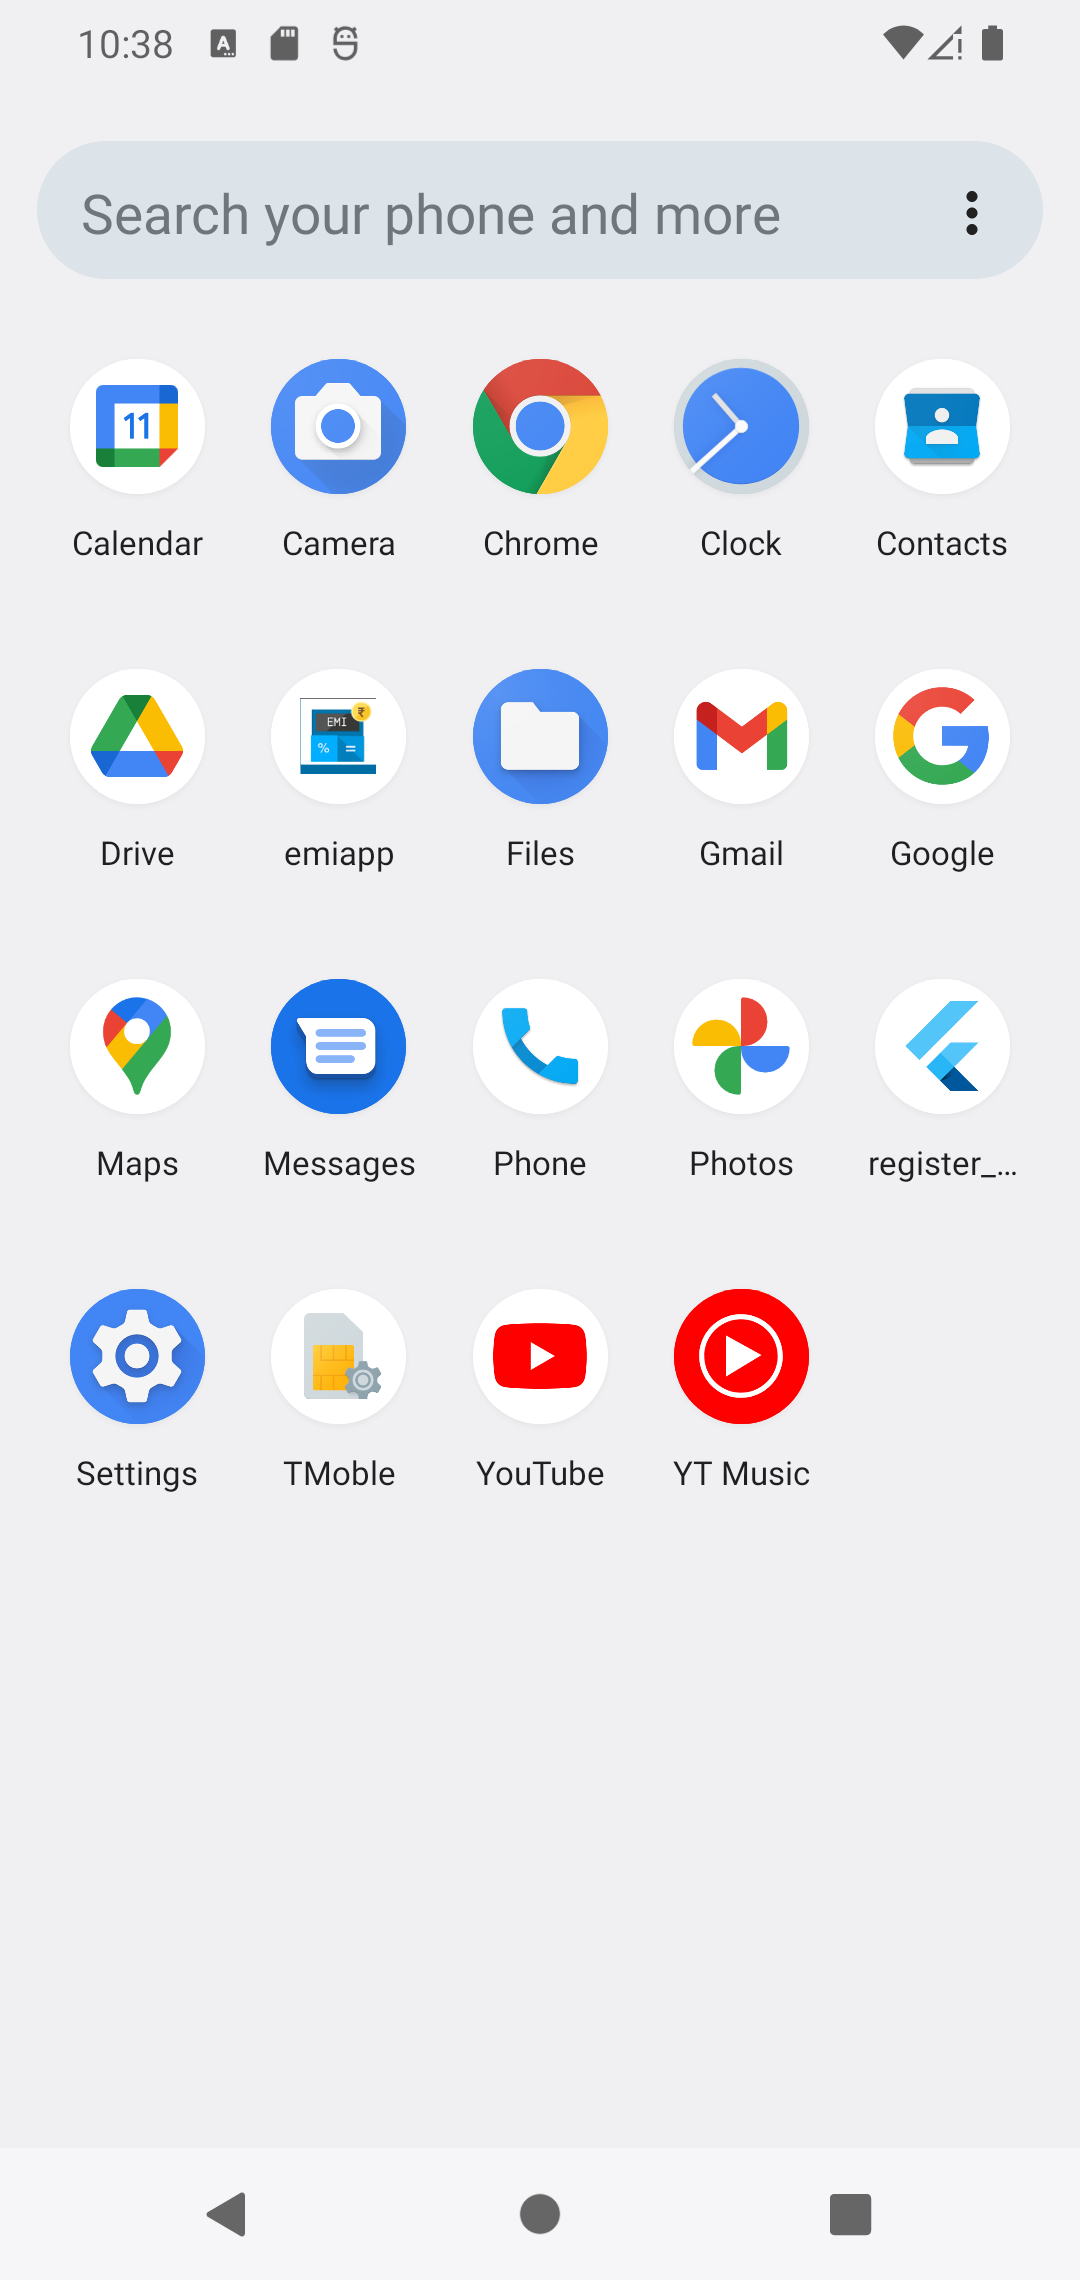 10:38
Search your phone and more
11
Calendar Camera Chrome Clock Contacts
EMI ₹
% =
Drive emiapp Files Gmail Google
Maps Messages Phone Photos register_...
Settings TMoble YouTube YT Music